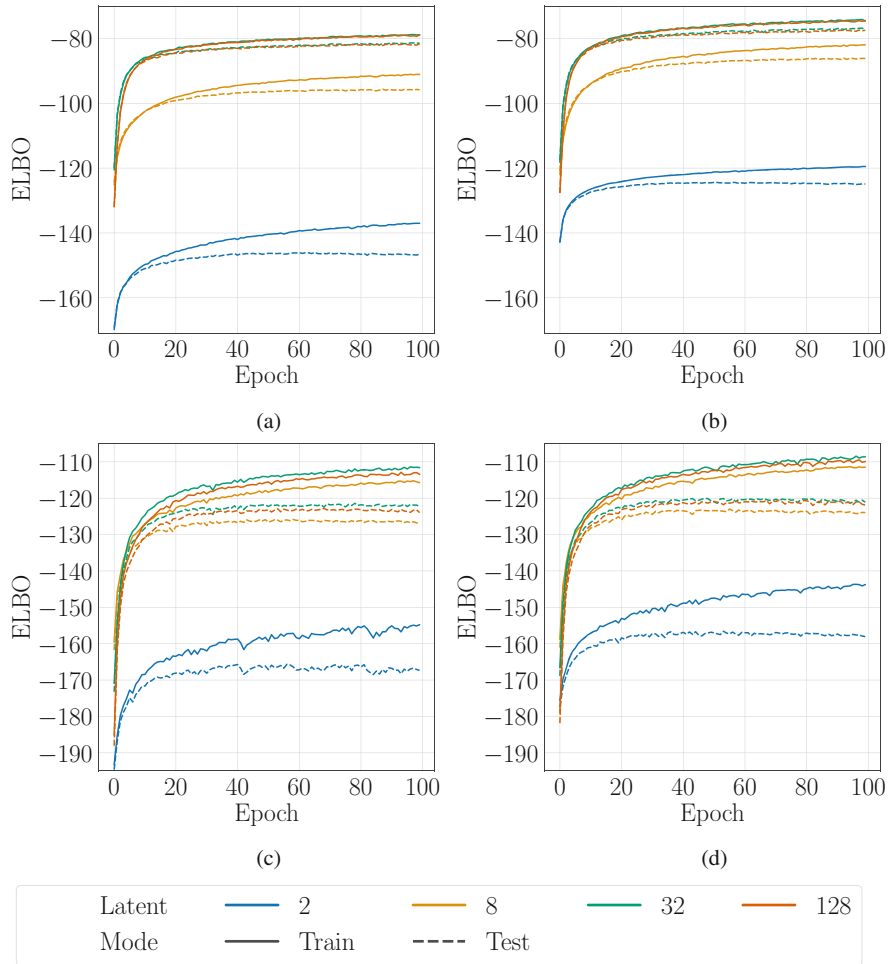 −80
−100
−120
−140
−160
ELBO
0 20 40 60 80 100
Epoch
(a)
−80
−100
−120
−140
−160
ELBO
0 20 40 60 80 100
Epoch
(b)
−110
−120
−130
−140
−150
−160
−170
−180
−190
ELBO
0 20 40 60 80 100
Epoch
(c)
−110
−120
−130
−140
−150
−160
−170
−180
−190
ELBO
0 20 40 60 80 100
Epoch
(d)
Latent 2 8 32 128
Mode Train Test